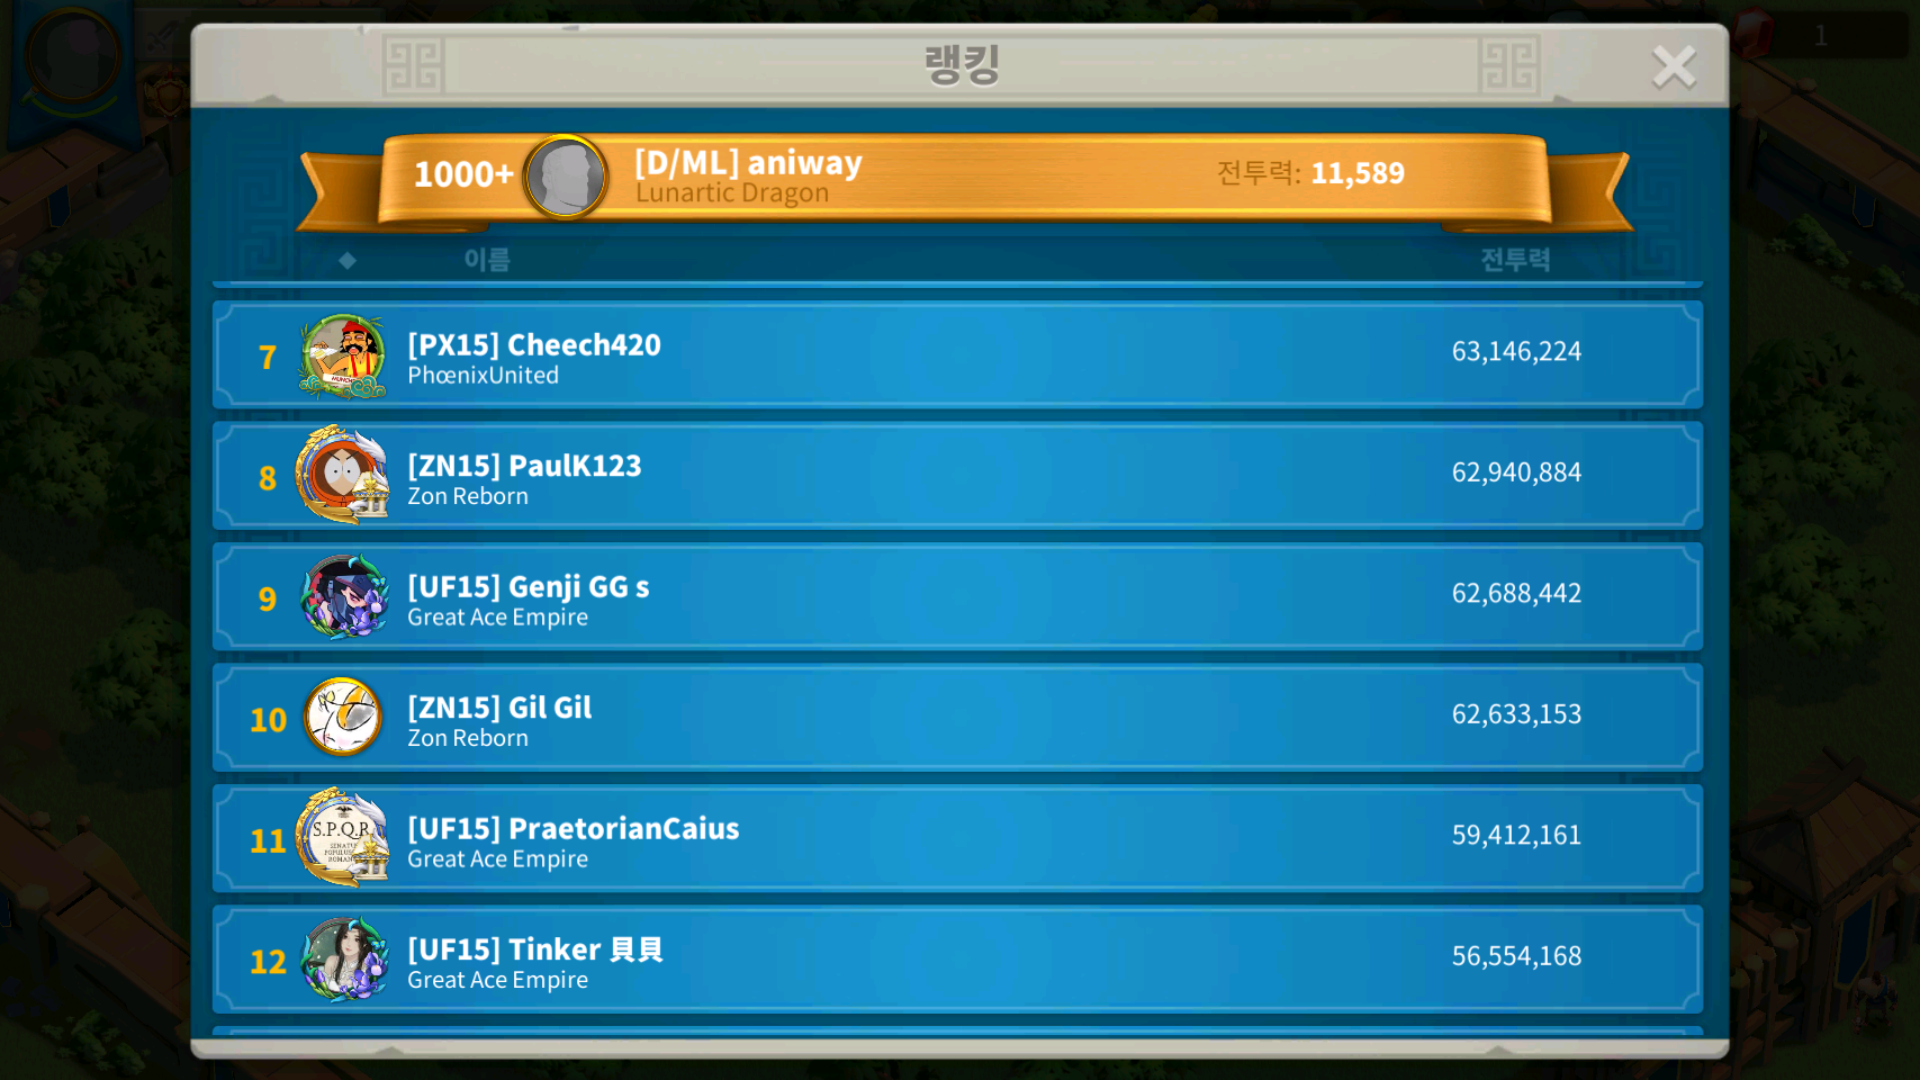 랭킹
1
1000+
[D/ML] aniway
Lunartic Dragon
전투력: 11,589
이름
전투력
7
[PX15] Cheech420
PhœnixUnited
63,146,224
8
[ZN15] PaulK123
Zon Reborn
62,940,884
9
[UF15] Genji GG s
Great Ace Empire
62,688,442
10
[ZN15] Gil Gil
Zon Reborn
62,633,153
11
S.P.Q.R
[UF15] PraetorianCaius
Great Ace Empire
59,412,161
12
[UF15] Tinker 貝貝
Great Ace Empire
56,554,168